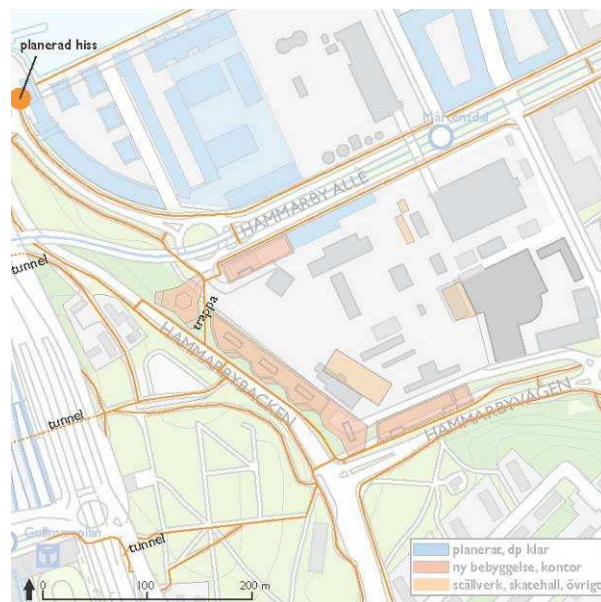 planerad hiss
Mårtensdal
HAMMARBY ALLÉ
tunnel
trappa
HAMMARBYBACKEN
HAMMARBYVÄGEN
tunnel
Gullmarsplan
T
tunnel
planerat, dp klar
ny bebyggelse, kontor
ställverk, skatehall, övrigt
0 100 200 m